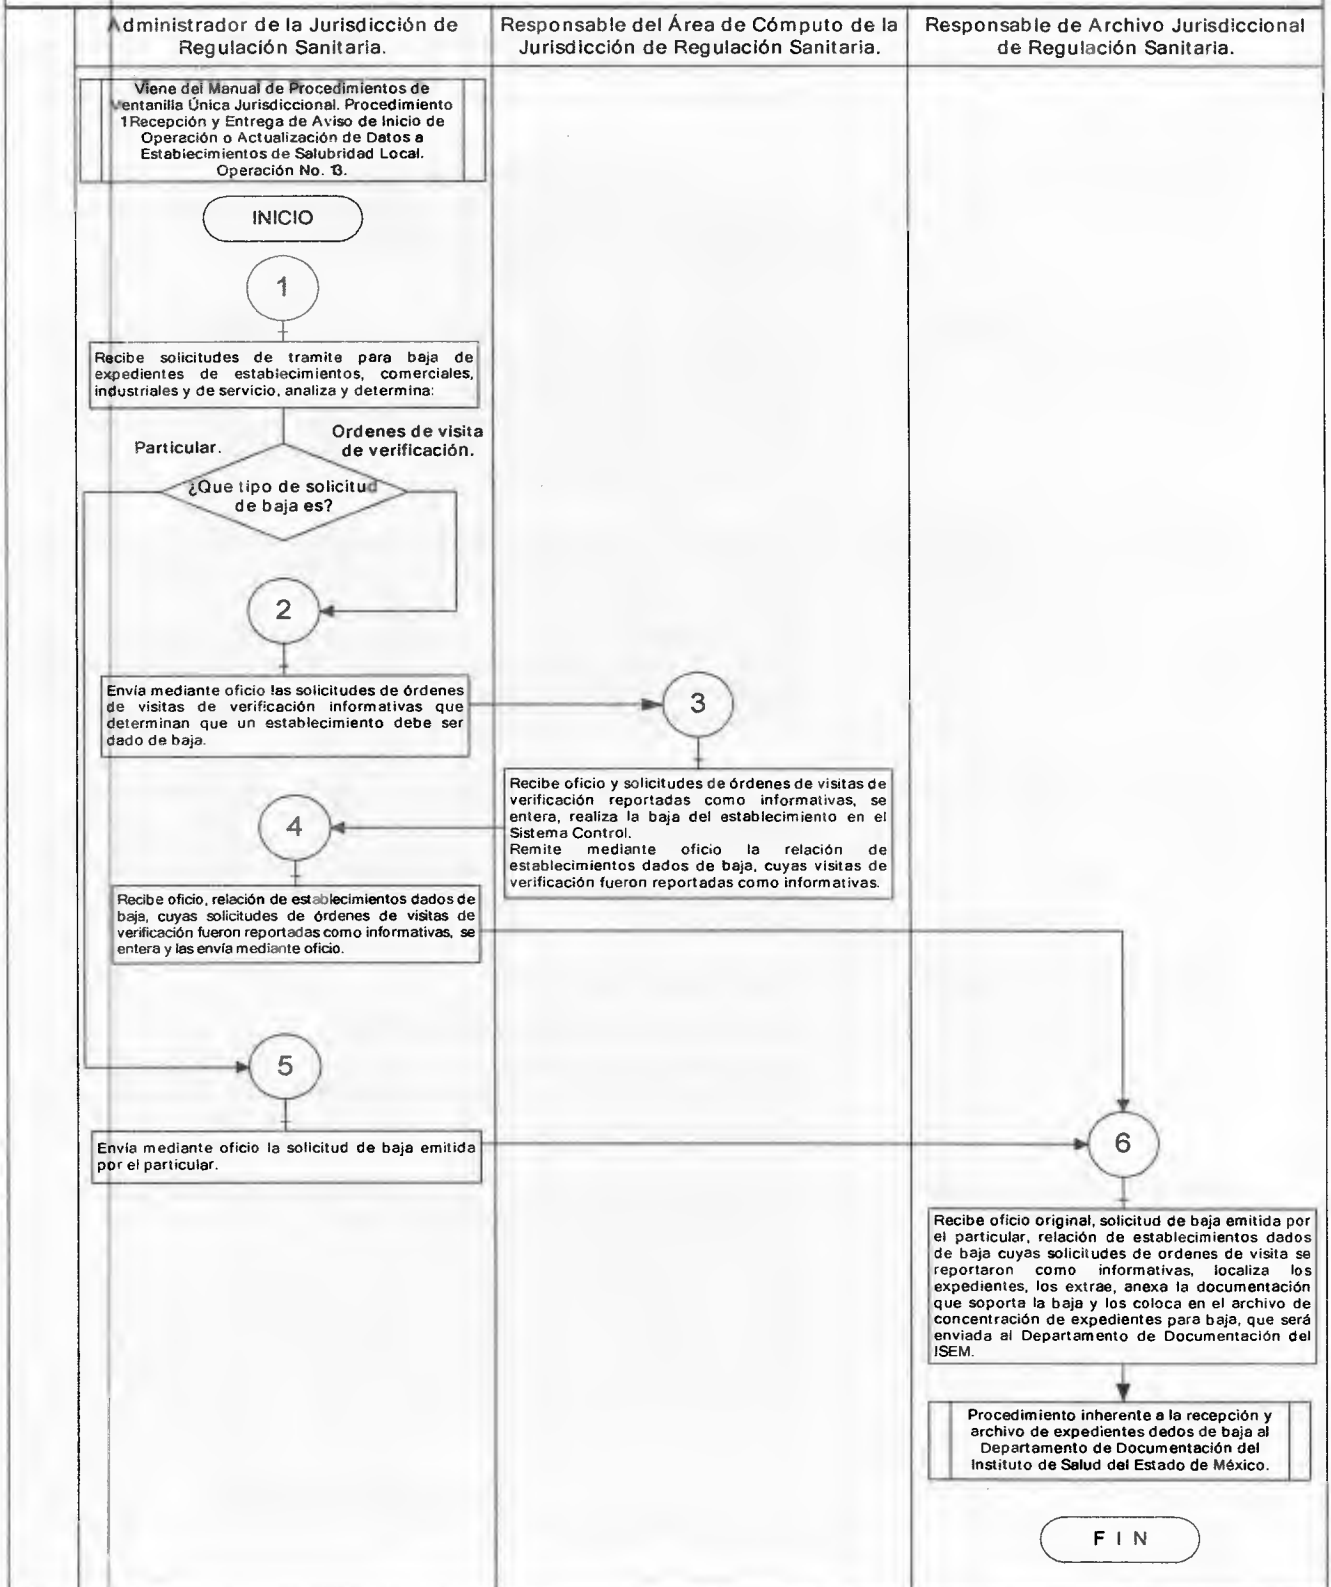 Administrador de la Jurisdicción de
Regulación Sanitaria.
Responsable del Área de Cómputo de la
Jurisdicción de Regulación Sanitaria.
Responsable de Archivo Jurisdiccional
de Regulación Sanitaria.
Viene del Manual de Procedimientos de
Ventanilla Única Jurisdiccional. Procedimiento
1Recepción y Entrega de Aviso de Inicio de
Operación o Actualización de Datos a
Establecimientos de Salubridad Local.
Operación No. 13.
INICIO
1
Recibe solicitudes de tramite para baja de
expedientes de establecimientos, comerciales,
industriales y de servicio, analiza y determina:
Particular.
Ordenes de visita
de verificación.
¿Que tipo de solicitud
de baja es?
2
Envía mediante oficio las solicitudes de órdenes
de visitas de verificación informativas que
determinan que un establecimiento debe ser
dado de baja.
3
Recibe oficio y solicitudes de órdenes de visitas de
verificación reportadas como informativas, se
entera, realiza la baja del establecimiento en el
Sistema Control.
Remite mediante oficio la relación de
establecimientos dados de baja, cuyas visitas de
verificación fueron reportadas como informativas.
4
Recibe oficio, relación de establecimientos dados de
baja, cuyas solicitudes de órdenes de visitas de
verificación fueron reportadas como informativas, se
entera y las envía mediante oficio.
5
Envía mediante oficio la solicitud de baja emitida
por el particular.
6
Recibe oficio original, solicitud de baja emitida por
el particular, relación de establecimientos dados
de baja cuyas solicitudes de ordenes de visita se
reportaron como informativas, localiza los
expedientes, los extrae, anexa la documentación
que soporta la baja y los coloca en el archivo de
concentración de expedientes para baja, que será
enviada al Departamento de Documentación del
ISEM.
Procedimiento inherente a la recepción y
archivo de expedientes dedos de baja al
Departamento de Documentación del
Instituto de Salud del Estado de México.
F I N